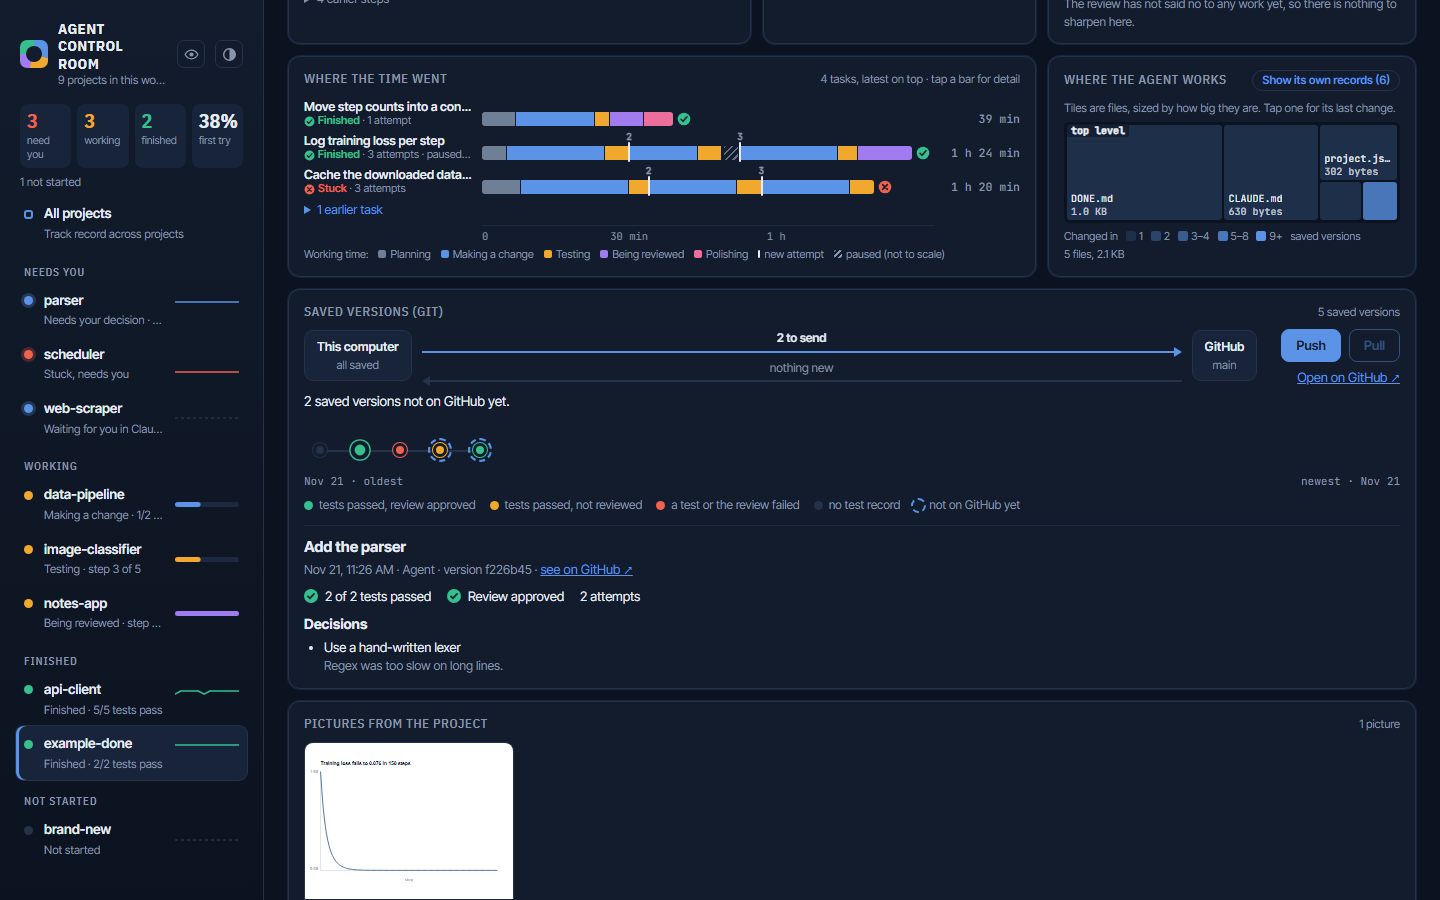 AGENT
CONTROL
ROOM
9 projects in this wo...
3 need you
3 working
2 finished
38% first try
1 not started
All projects
Track record across projects
NEEDS YOU
parser
Needs your decision · ...
scheduler
Stuck, needs you
web-scraper
Waiting for you in Clau...
WORKING
data-pipeline
Making a change · 1/2 ...
image-classifier
Testing · step 3 of 5
notes-app
Being reviewed · step ...
FINISHED
api-client
Finished · 5/5 tests pass
example-done
Finished · 2/2 tests pass
NOT STARTED
brand-new
Not started
The review has not said no to any work yet, so there is nothing to
sharpen here.
WHERE THE TIME WENT
4 tasks, latest on top · tap a bar for detail
Move step counts into a con...
Finished · 1 attempt
39 min
Log training loss per step
Finished · 3 attempts · paused...
2 3
1 h 24 min
Cache the downloaded data...
Stuck · 3 attempts
2 3
1 h 20 min
1 earlier task
0 30 min 1 h
Working time: Planning Making a change Testing Being reviewed Polishing new attempt paused (not to scale)
WHERE THE AGENT WORKS
Show its own records (6)
Tiles are files, sized by how big they are. Tap one for its last change.
top level
DONE.md
1.0 KB
CLAUDE.md
630 bytes
project.js...
302 bytes
Changed in 1 2 3–4 5–8 9+ saved versions
5 files, 2.1 KB
SAVED VERSIONS (GIT)
5 saved versions
This computer
all saved
2 to send
nothing new
GitHub
main
Push
Pull
Open on GitHub ↗
2 saved versions not on GitHub yet.
Nov 21 · oldest
newest · Nov 21
tests passed, review approved tests passed, not reviewed a test or the review failed no test record not on GitHub yet
Add the parser
Nov 21, 11:26 AM · Agent · version f226b45 · see on GitHub ↗
2 of 2 tests passed Review approved 2 attempts
Decisions
• Use a hand-written lexer
Regex was too slow on long lines.
PICTURES FROM THE PROJECT
1 picture
Training loss falls to 0.076 in 150 steps